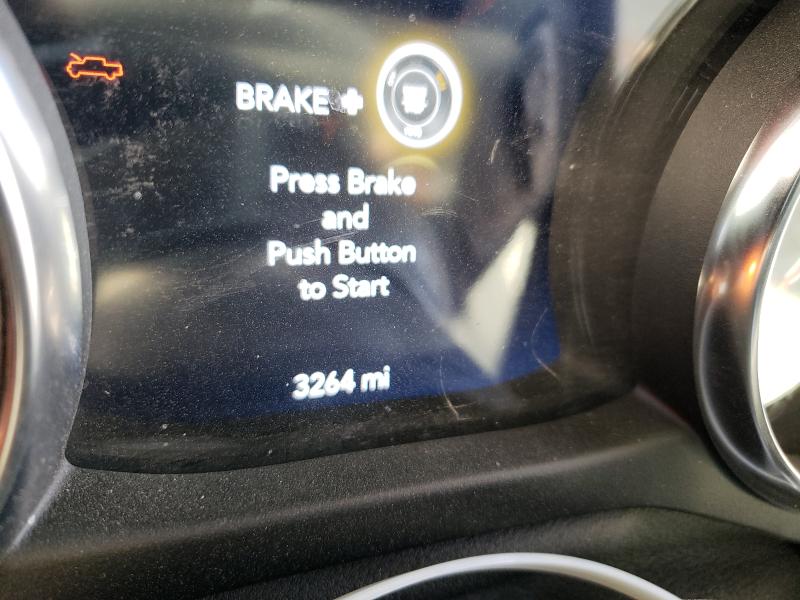 BRAKE +
Press Brake
and
Push Button
to Start
3264 mi